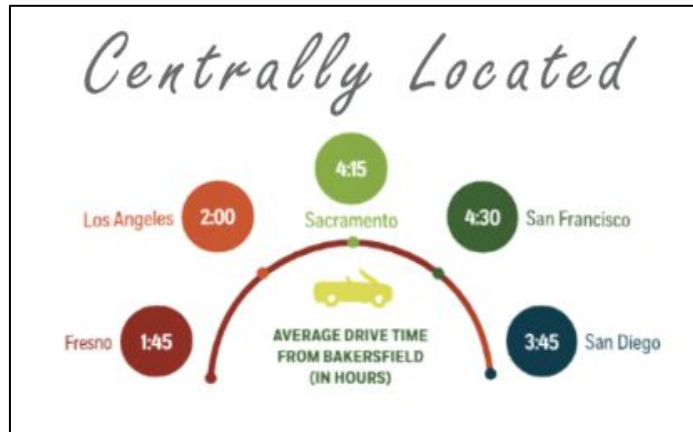 Centrally Located
4:15
Los Angeles 2:00 Sacramento 4:30 San Francisco
Fresno 1:45 AVERAGE DRIVE TIME
FROM BAKERSFIELD
(IN HOURS) 3:45 San Diego